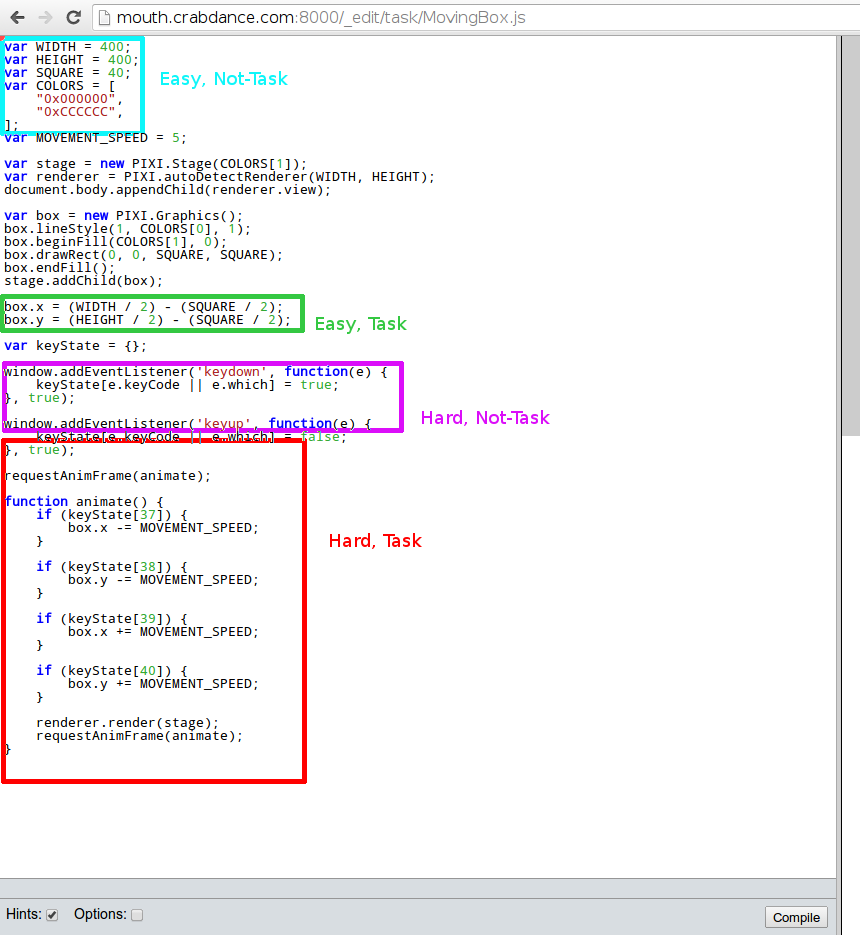 mouth.crabdance.com:8000/_edit/task/MovingBox.js
var WIDTH = 400;
var HEIGHT = 400;
var SQUARE = 40;
var COLORS = [
    "0x000000",
    "0xCCCCCC",
];
Easy, Not-Task
var MOVEMENT_SPEED = 5;
var stage = new PIXI.Stage(COLORS[1]);
var renderer = PIXI.autoDetectRenderer(WIDTH, HEIGHT);
document.body.appendChild(renderer.view);
var box = new PIXI.Graphics();
box.lineStyle(1, COLORS[0], 1);
box.beginFill(COLORS[1], 0);
box.drawRect(0, 0, SQUARE, SQUARE);
box.endFill();
stage.addChild(box);
box.x = (WIDTH / 2) - (SQUARE / 2);
box.y = (HEIGHT / 2) - (SQUARE / 2);
Easy, Task
var keyState = {};
window.addEventListener('keydown', function(e) {
    keyState[e.keyCode || e.which] = true;
}, true);
window.addEventListener('keyup', function(e) {
Hard, Not-Task
    keyState[e.keyCode || e.which] = false;
}, true);
requestAnimFrame(animate);
function animate() {
    if (keyState[37]) {
        box.x -= MOVEMENT_SPEED;
    }
Hard, Task
    if (keyState[38]) {
        box.y -= MOVEMENT_SPEED;
    }
    if (keyState[39]) {
        box.x += MOVEMENT_SPEED;
    }
    if (keyState[40]) {
        box.y += MOVEMENT_SPEED;
    }
    renderer.render(stage);
    requestAnimFrame(animate);
}
Hints: Options: Compile